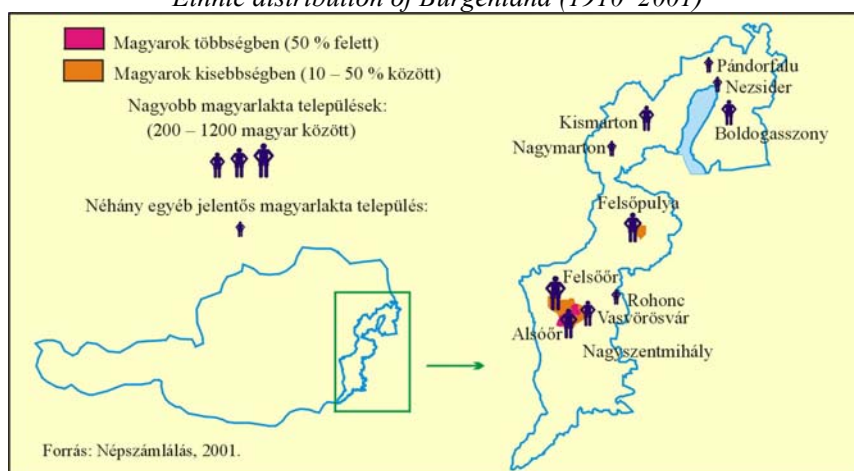 Ethnic distribution of Burgenland (1910–2001)
Magyarok többségben (50 % felett)
Magyarok kisebbségben (10 – 50 % között)
Nagyobb magyarlakta települések:
(200 – 1200 magyar között)
Néhány egyéb jelentős magyarlakta település:
Pándorfalu
Nezsider
Kismarton
Boldogasszony
Nagymarton
Felsőpulya
Felsőőr
Rohonc
Vasvörösvár
Alsóőr
Nagyszentmihály
Forrás: Népszámlálás, 2001.